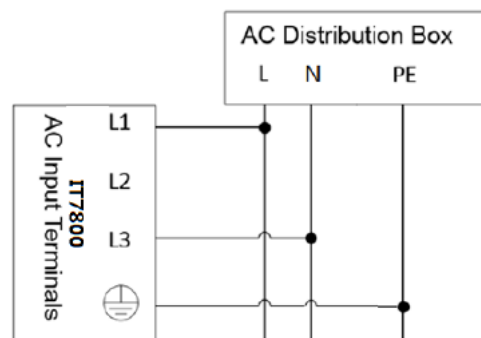 AC Distribution Box
L N PE
L1
L2
L3
IT7800
AC Input Terminals